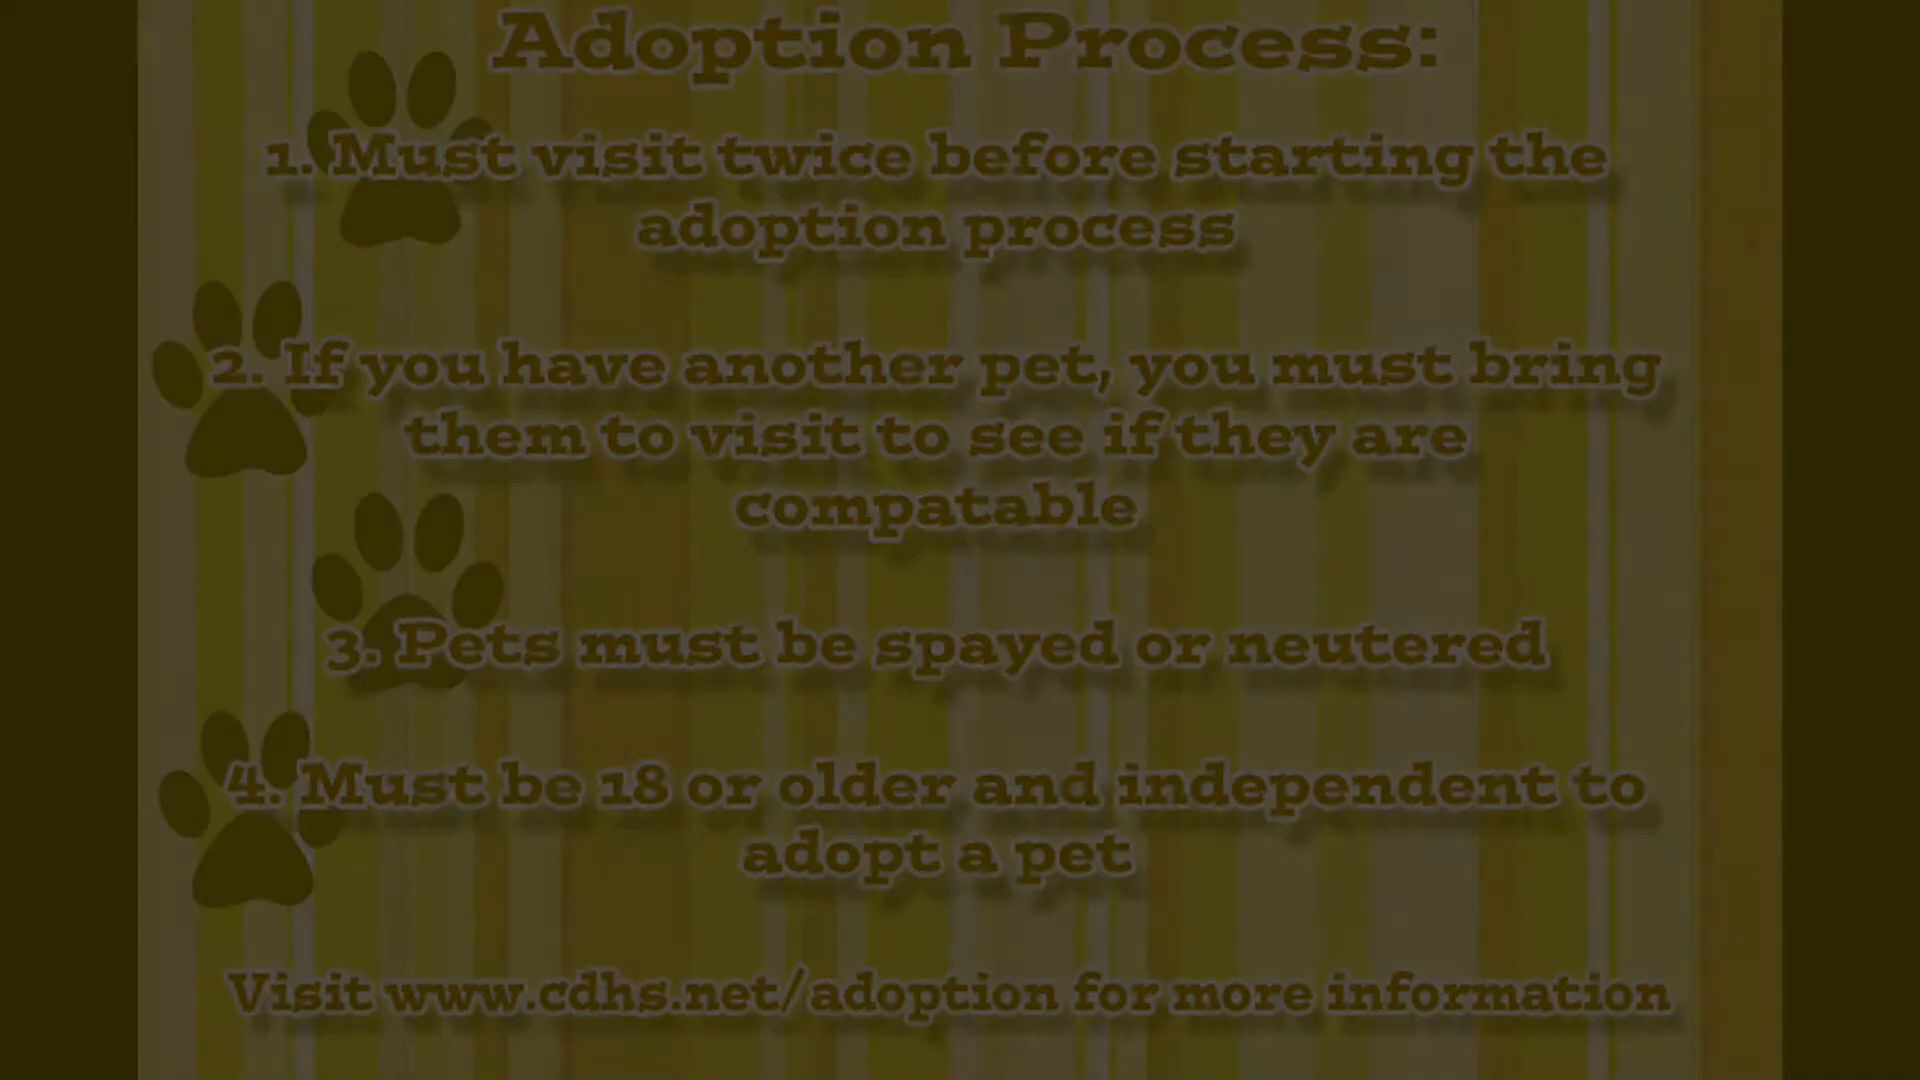 Adoption Process:
1. Must visit twice before starting the
adoption process
2. If you have another pet, you must bring
them to visit to see if they are
compatable
3. Pets must be spayed or neutered
4. Must be 18 or older and independent to
adopt a pet
Visit www.cdhs.net/adoption for more information